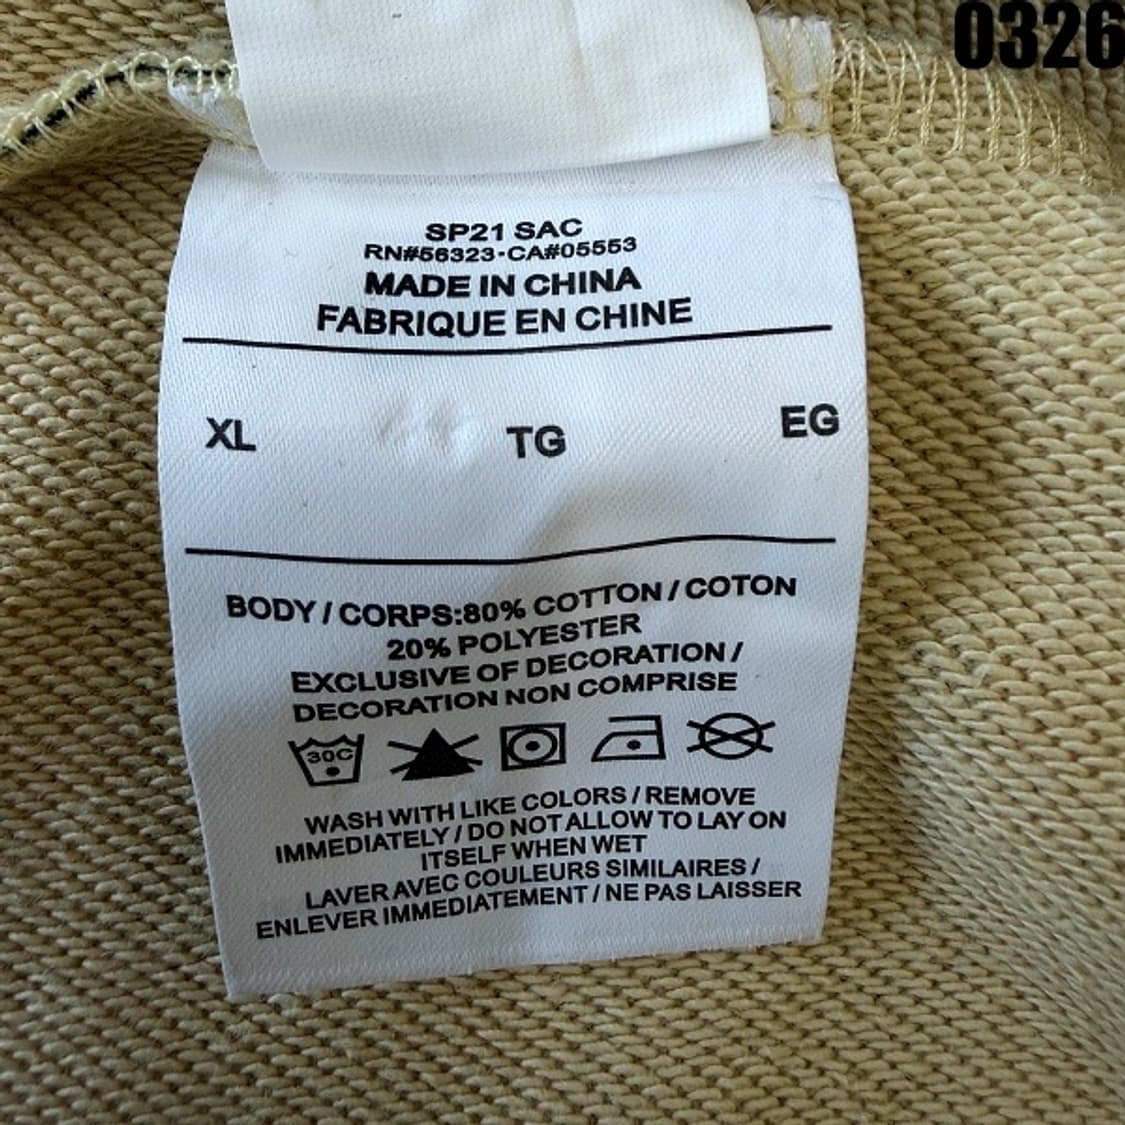 0326
SP21 SAC
RN#56323-CA#05553
MADE IN CHINA
FABRIQUE EN CHINE
XL TG EG
BODY / CORPS:80% COTTON / COTON
20% POLYESTER
EXCLUSIVE OF DECORATION /
DECORATION NON COMPRISE
30C
WASH WITH LIKE COLORS / REMOVE
IMMEDIATELY / DO NOT ALLOW TO LAY ON
ITSELF WHEN WET
LAVER AVEC COULEURS SIMILAIRES /
ENLEVER IMMEDIATEMENT / NE PAS LAISSER